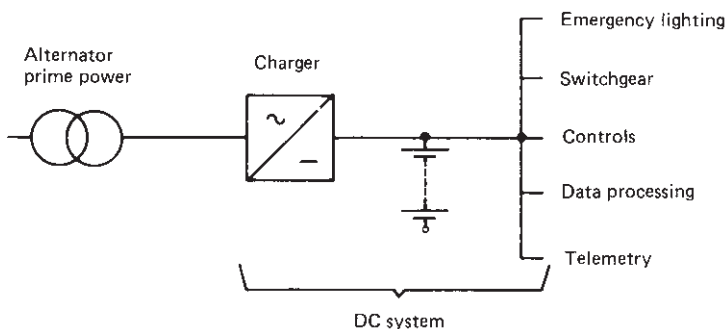 Alternator
prime power
Charger
Emergency lighting
Switchgear
Controls
Data processing
Telemetry
DC system